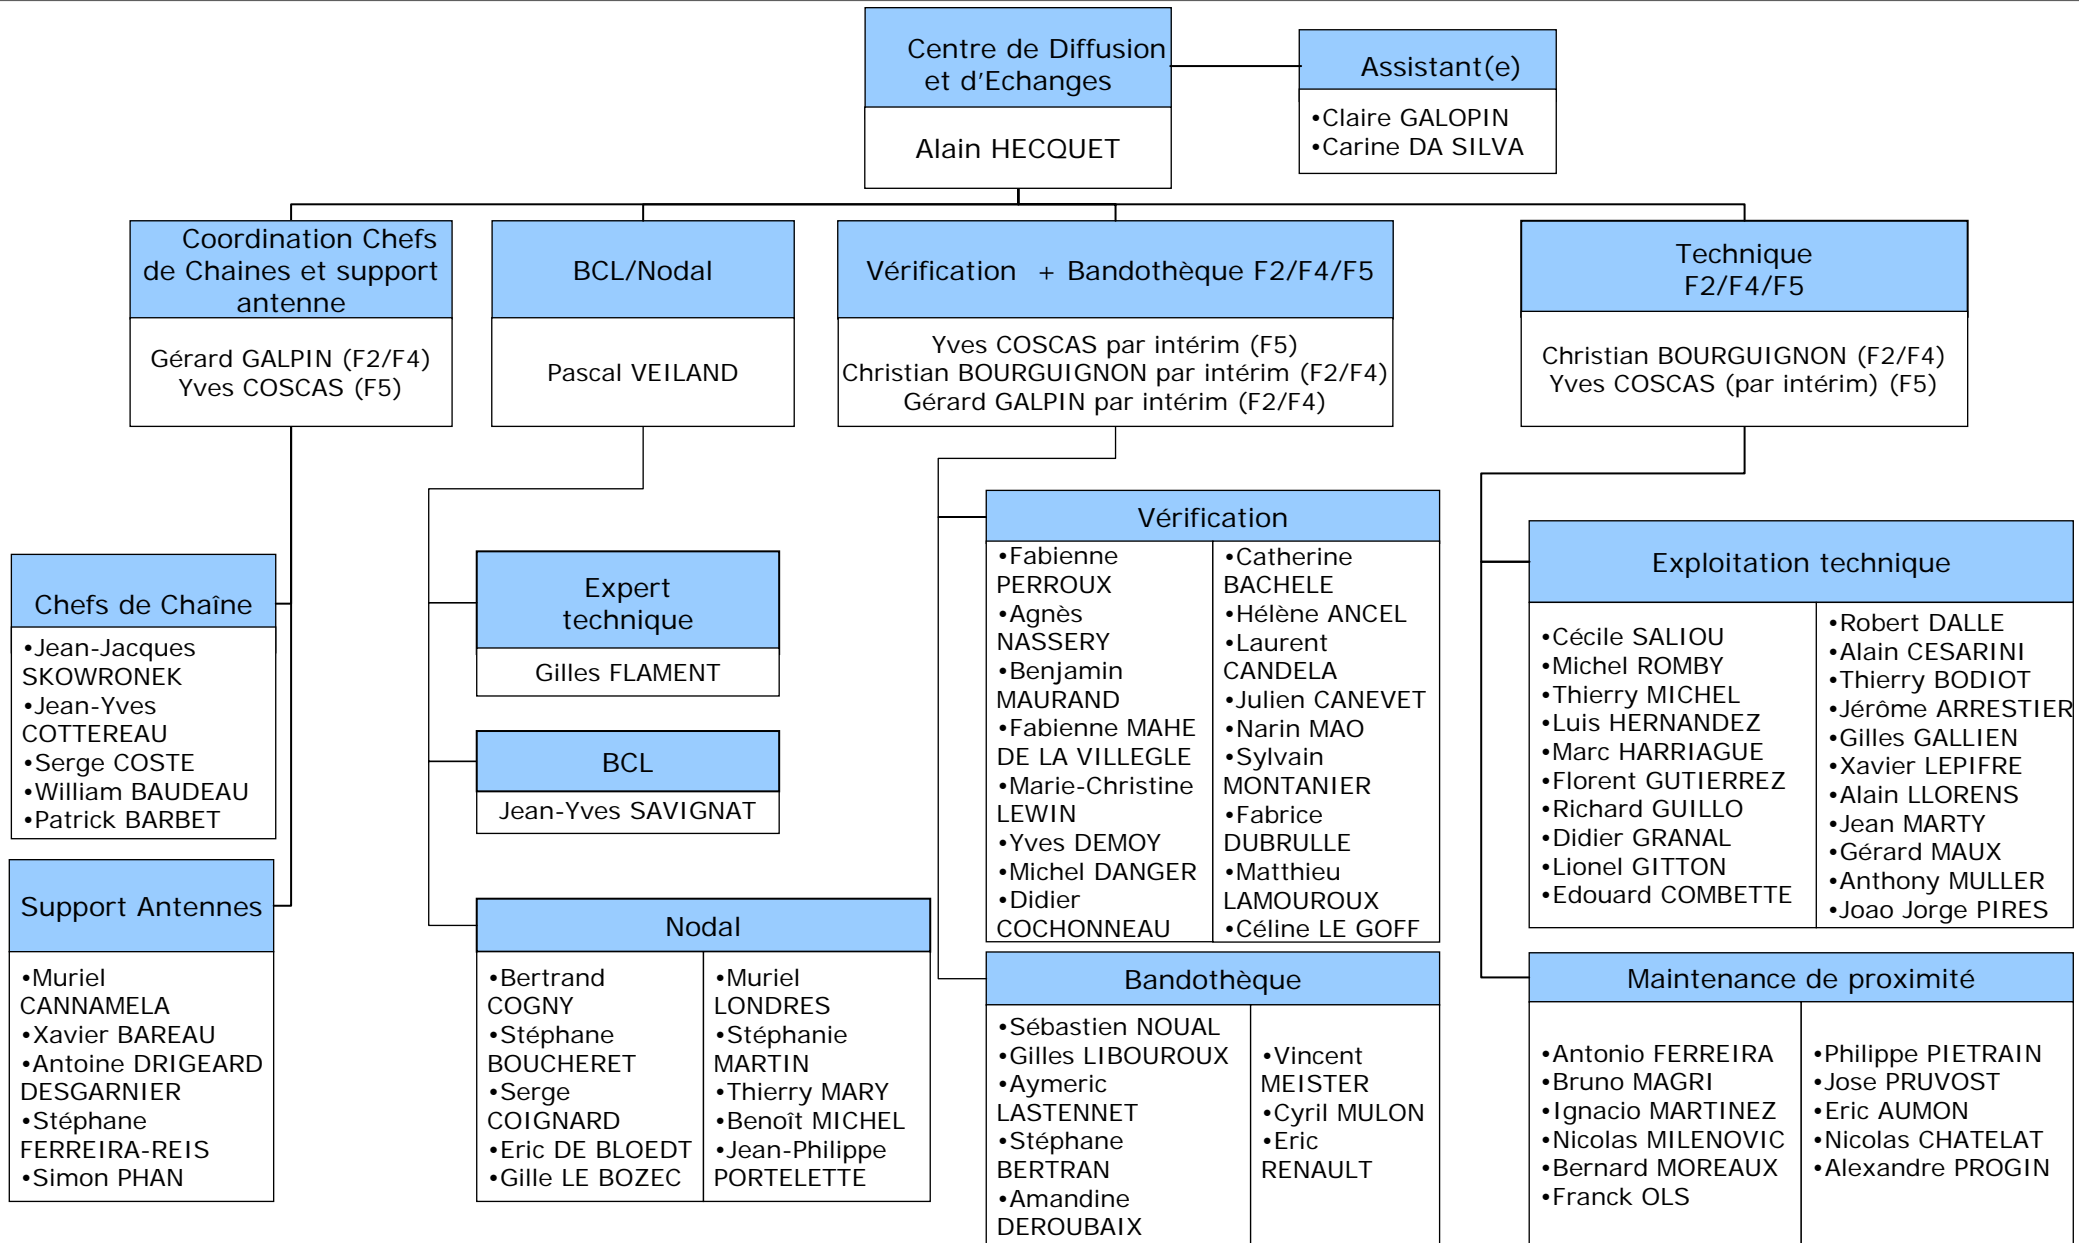 Centre de Diffusion
et d'Echanges
Alain HECQUET
Assistant(e)
•Claire GALOPIN
•Carine DA SILVA
Coordination Chefs
de Chaines et support
antenne
Gérard GALPIN (F2/F4)
Yves COSCAS (F5)
BCL/Nodal
Pascal VEILAND
Vérification + Bandothèque F2/F4/F5
Yves COSCAS par intérim (F5)
Christian BOURGUIGNON par intérim (F2/F4)
Gérard GALPIN par intérim (F2/F4)
Technique
F2/F4/F5
Christian BOURGUIGNON (F2/F4)
Yves COSCAS (par intérim) (F5)
Chefs de Chaîne
•Jean-Jacques
SKOWRONEK
•Jean-Yves
COTTEREAU
•Serge COSTE
•William BAUDEAU
•Patrick BARBET
Support Antennes
•Muriel
CANNAMELA
•Xavier BAREAU
•Antoine DRIGEARD
DESGARNIER
•Stéphane
FERREIRA-REIS
•Simon PHAN
Expert
technique
Gilles FLAMENT
BCL
Jean-Yves SAVIGNAT
Nodal
•Bertrand
COGNY
•Stéphane
BOUCHERET
•Serge
COIGNARD
•Eric DE BLOEDT
•Gille LE BOZEC
•Muriel
LONDRES
•Stéphanie
MARTIN
•Thierry MARY
•Benoît MICHEL
•Jean-Philippe
PORTELETTE
Vérification
•Fabienne
PERROUX
•Agnès
NASSERY
•Benjamin
MAURAND
•Fabienne MAHE
DE LA VILLEGLE
•Marie-Christine
LEWIN
•Yves DEMOY
•Michel DANGER
•Didier
COCHONNEAU
•Catherine
BACHELE
•Hélène ANCEL
•Laurent
CANDELA
•Julien CANEVET
•Narin MAO
•Sylvain
MONTANIER
•Fabrice
DUBRULLE
•Matthieu
LAMOUROUX
•Céline LE GOFF
Bandothèque
•Sébastien NOUAL
•Gilles LIBOUROUX
•Aymeric
LASTENNET
•Stéphane
BERTRAN
•Amandine
DEROUBAIX
•Vincent
MEISTER
•Cyril MULON
•Eric
RENAULT
Exploitation technique
•Cécile SALIOU
•Michel ROMBY
•Thierry MICHEL
•Luis HERNANDEZ
•Marc HARRIAGUE
•Florent GUTIERREZ
•Richard GUILLO
•Didier GRANAL
•Lionel GITTON
•Edouard COMBETTE
•Robert DALLE
•Alain CESARINI
•Thierry BODIOT
•Jérôme ARRESTIER
•Gilles GALLIEN
•Xavier LEPIFRE
•Alain LLORENS
•Jean MARTY
•Gérard MAUX
•Anthony MULLER
•Joao Jorge PIRES
Maintenance de proximité
•Antonio FERREIRA
•Bruno MAGRI
•Ignacio MARTINEZ
•Nicolas MILENOVIC
•Bernard MOREAUX
•Franck OLS
•Philippe PIETRAIN
•Jose PRUVOST
•Eric AUMON
•Nicolas CHATELAT
•Alexandre PROGIN